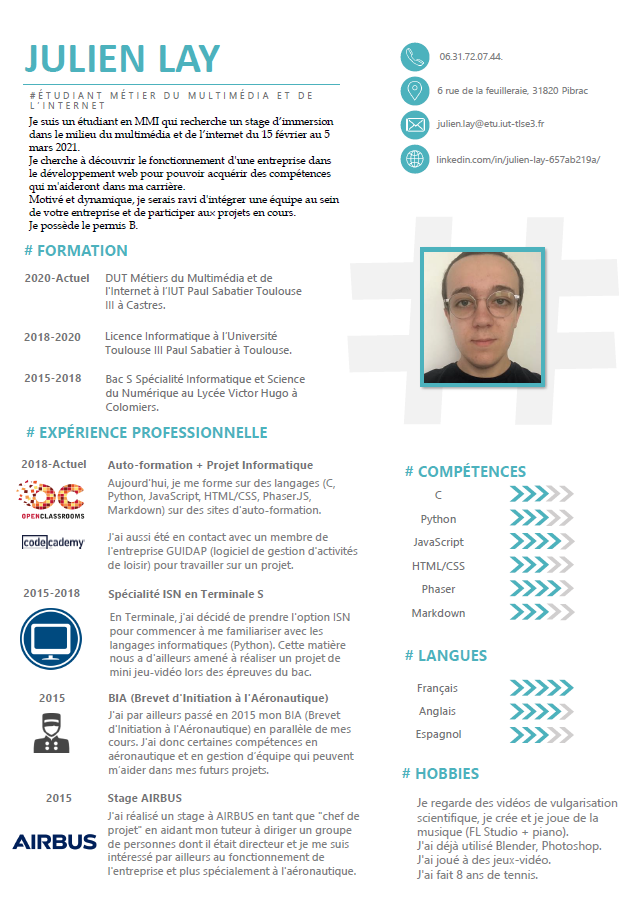 JULIEN LAY
#ÉTUDIANT MÉTIER DU MULTIMÉDIA ET DE
L'INTERNET
Je suis un étudiant en MMI qui recherche un stage d'immersion
dans le milieu du multimédia et de l'internet du 15 février au 5
mars 2021.
Je cherche à découvrir le fonctionnement d'une entreprise dans
le développement web pour pouvoir acquérir des compétences
qui m'aideront dans ma carrière.
Motivé et dynamique, je serais ravi d'intégrer une équipe au sein
de votre entreprise et de participer aux projets en cours.
Je possède le permis B.
06.31.72.07.44.
6 rue de la feuilleraie, 31820 Pibrac
julien.lay@etu.iut-tlse3.fr
linkedin.com/in/julien-lay-657ab219a/
# FORMATION
2020-Actuel DUT Métiers du Multimédia et de
l'Internet à l'IUT Paul Sabatier Toulouse
III à Castres.
2018-2020 Licence Informatique à l'Université
Toulouse III Paul Sabatier à Toulouse.
2015-2018 Bac S Spécialité Informatique et Science
du Numérique au Lycée Victor Hugo à
Colomiers.
# EXPÉRIENCE PROFESSIONNELLE
2018-Actuel Auto-formation + Projet Informatique
Aujourd'hui, je me forme sur des langages (C,
Python, JavaScript, HTML/CSS, PhaserJS,
Markdown) sur des sites d'auto-formation.
OC
OPENCLASSROOMS
J'ai aussi été en contact avec un membre de
l'entreprise GUIDAP (logiciel de gestion d'activités
de loisir) pour travailler sur un projet.
codecademy
2015-2018 Spécialité ISN en Terminale S
En Terminale, j'ai décidé de prendre l'option ISN
pour commencer à me familiariser avec les
langages informatiques (Python). Cette matière
nous a d'ailleurs amené à réaliser un projet de
mini jeu-vidéo lors des épreuves du bac.
2015 BIA (Brevet d'Initiation à l'Aéronautique)
J'ai par ailleurs passé en 2015 mon BIA (Brevet
d'Initiation à l'Aéronautique) en parallèle de mes
cours. J'ai donc certaines compétences en
aéronautique et en gestion d'équipe qui peuvent
m'aider dans mes futurs projets.
2015 Stage AIRBUS
J'ai réalisé un stage à AIRBUS en tant que "chef de
projet" en aidant mon tuteur à diriger un groupe
de personnes dont il était directeur et je me suis
intéressé par ailleurs au fonctionnement de
l'entreprise et plus spécialement à l'aéronautique.
AIRBUS
# COMPÉTENCES
C
Python
JavaScript
HTML/CSS
Phaser
Markdown
# LANGUES
Français
Anglais
Espagnol
# HOBBIES
Je regarde des vidéos de vulgarisation
scientifique, je crée et je joue de la
musique (FL Studio + piano).
J'ai déjà utilisé Blender, Photoshop.
J'ai joué à des jeux-vidéo.
J'ai fait 8 ans de tennis.